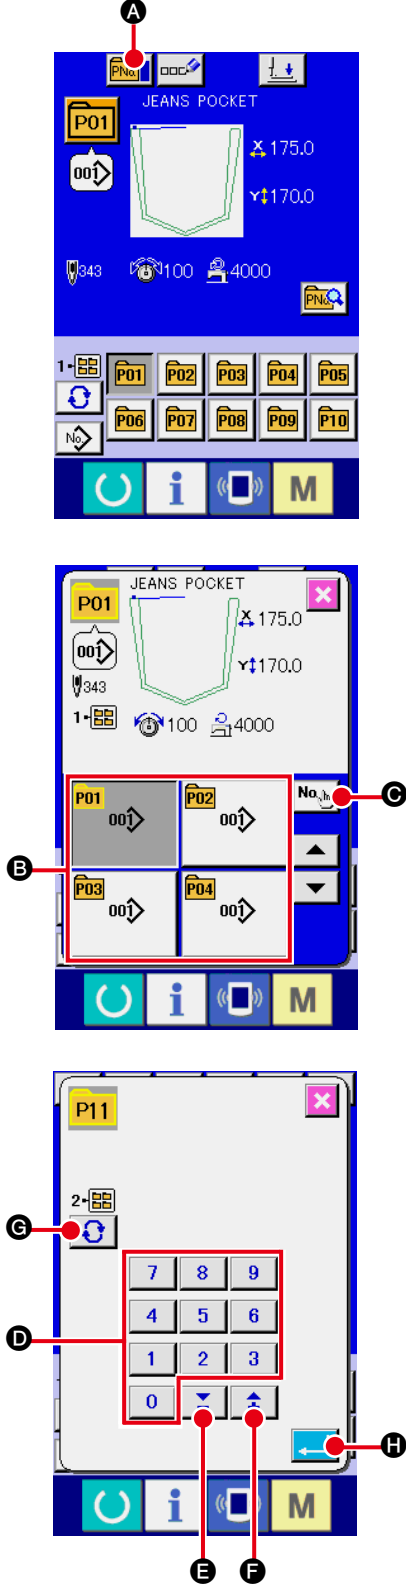 A
PNo.
JEANS POCKET
P01
001
X 175.0
Y 170.0
343
100
4000
PNo.
1
P01 P02 P03 P04 P05
No.
P06 P07 P08 P09 P10
i M
P01
JEANS POCKET
X 175.0
001
Y 170.0
343
1
100
4000
P01 P02
No.
C
001 001
B
P03 P04
001 001
i M
P11
2
G
7 8 9
D
4 5 6
1 2 3
0
H
i M
E F